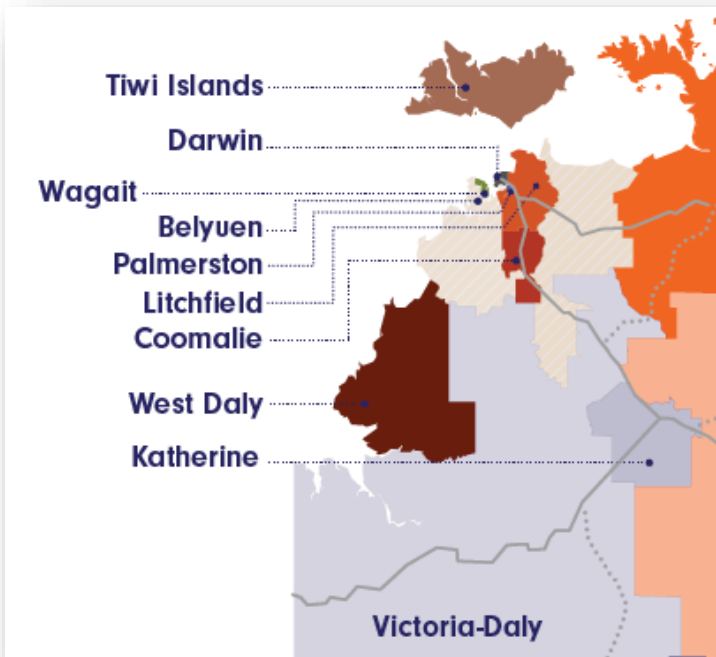 Tiwi Islands
Darwin
Wagait
Belyuen
Palmerston
Litchfield
Coomalie
West Daly
Katherine
Victoria-Daly